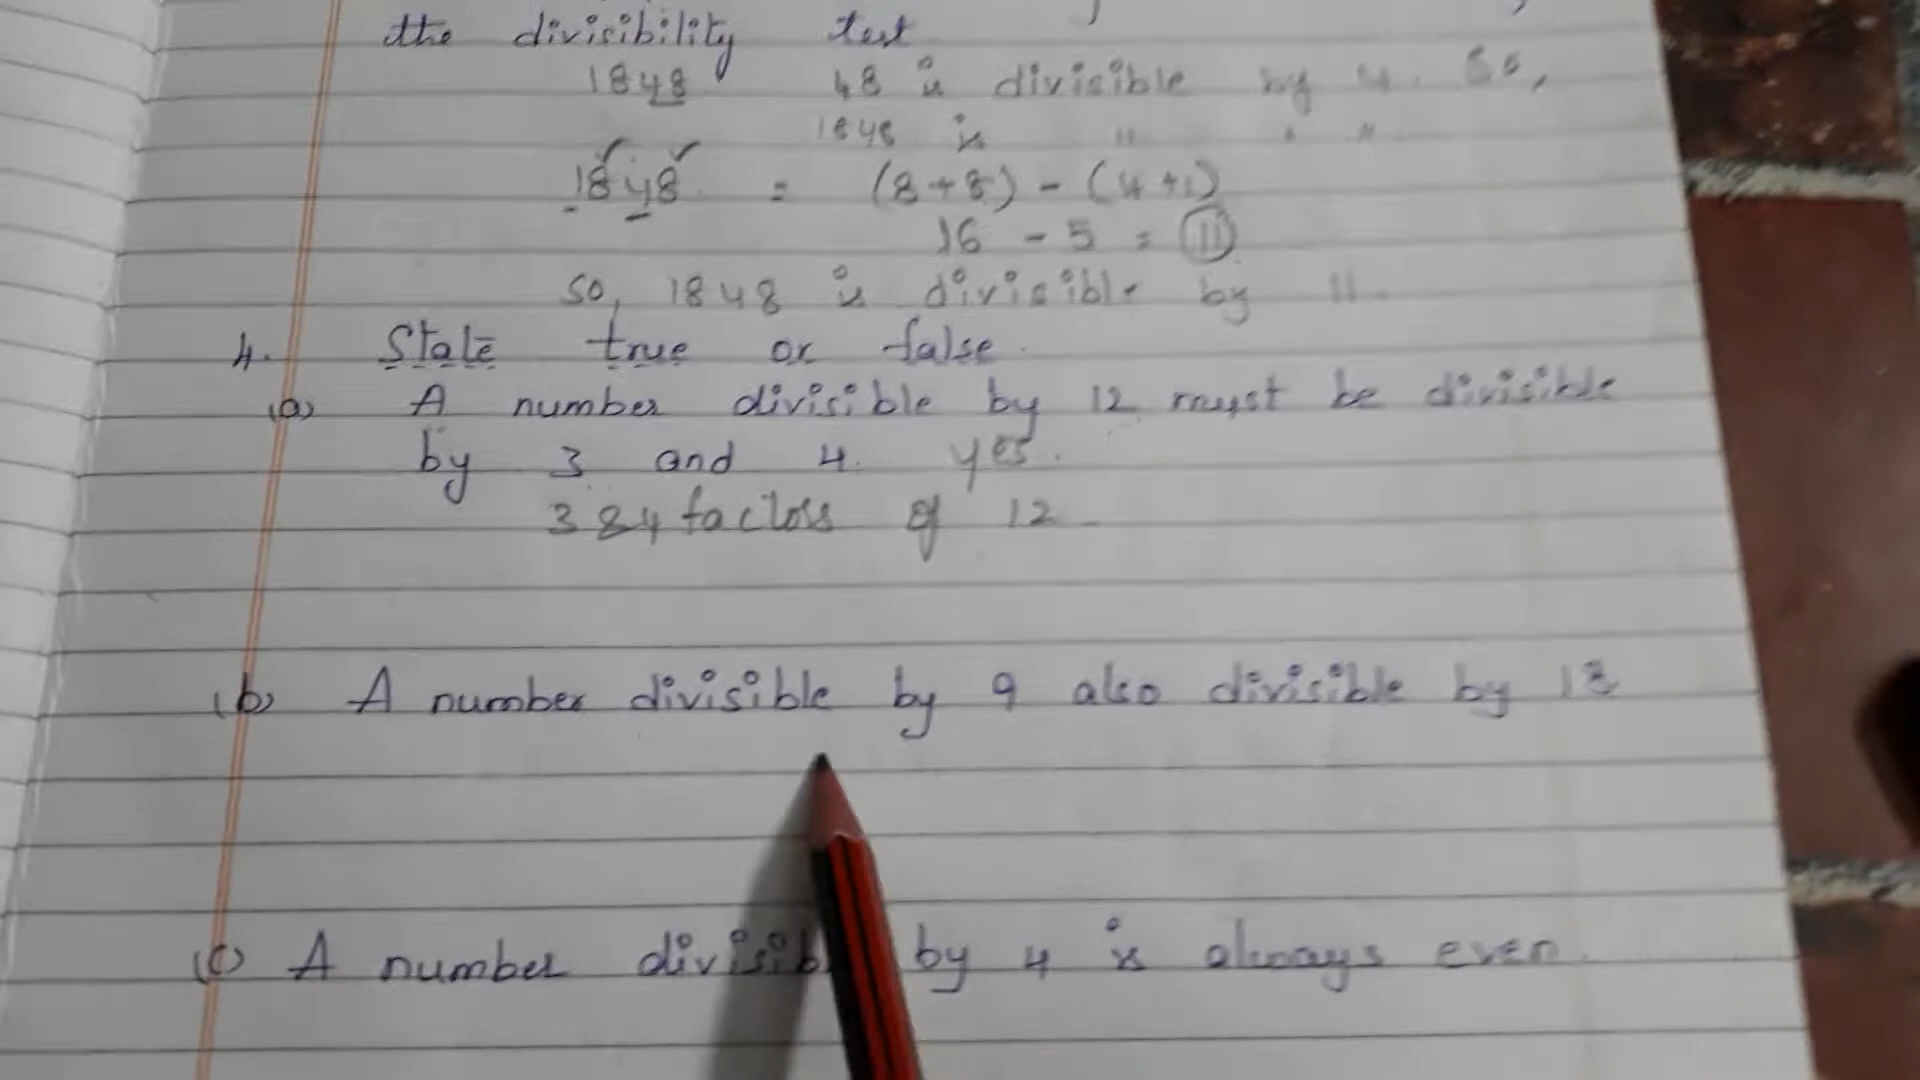 the divisibility test
1848 48 is divisible by 4. So,
1848 is " " "
1848 = (8+8) - (4+1)
16 - 5 = 11
so, 1848 is divisible by 11.
4. State true or false.
(a) A number divisible by 12 must be divisible
by 3 and 4. yes.
3 & 4 factors of 12
(b) A number divisible by 9 also divisible by
(c) A number divisib by 4 is always even.